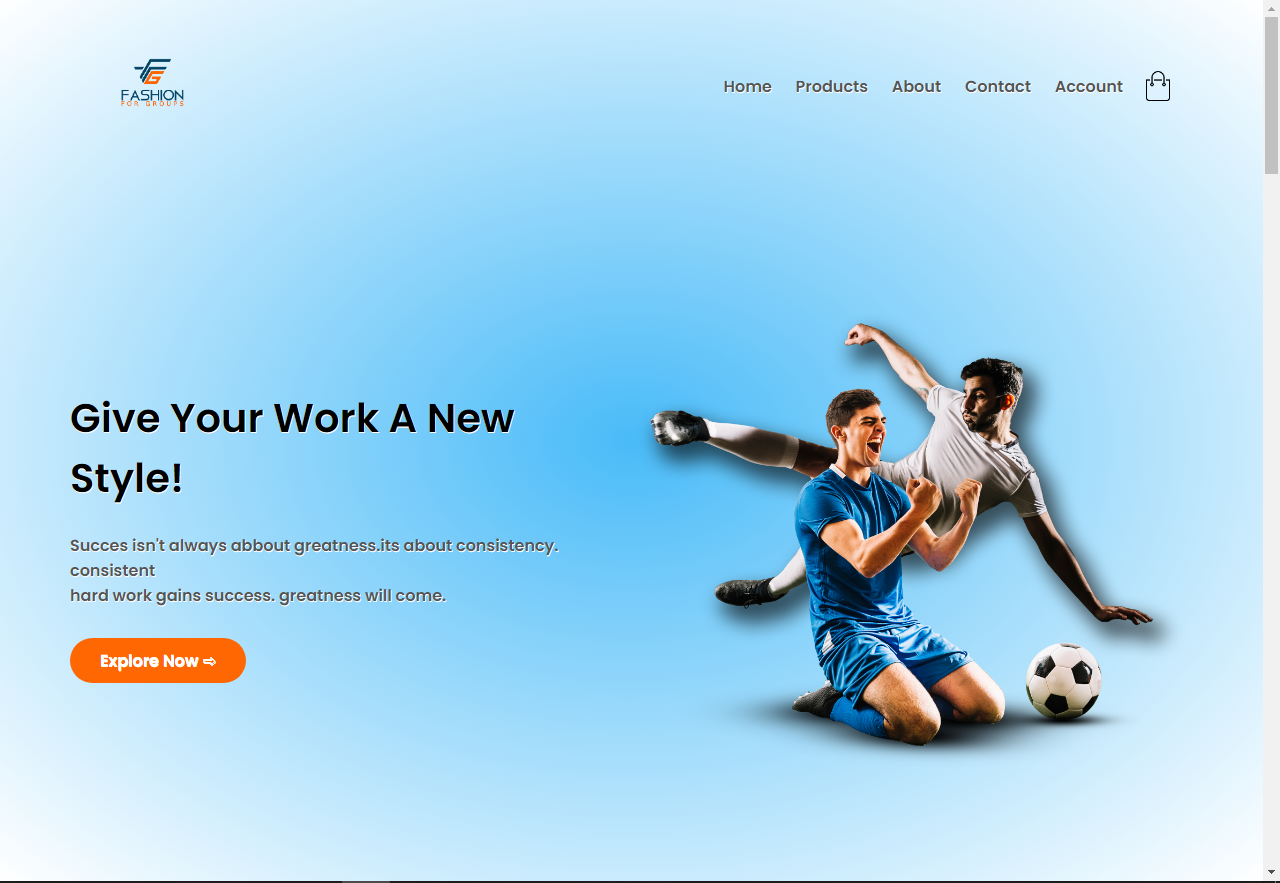 FASHION
FOR GROUPS
Home Products About Contact Account
Give Your Work A New
Style!
Succes isn't always abbout greatness.its about consistency.
consistent
hard work gains success. greatness will come.
Explore Now ⇨